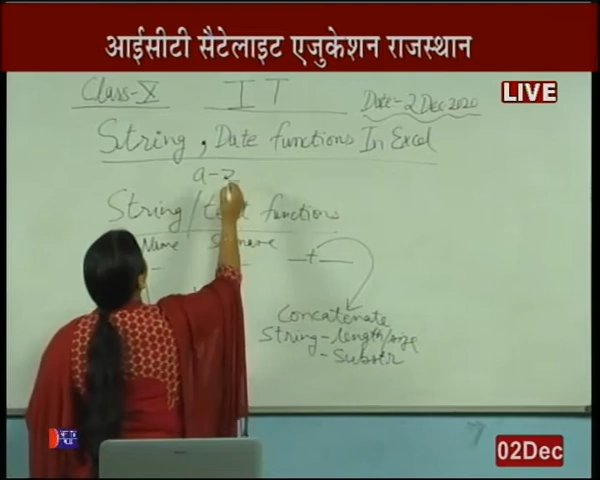 आईसीटी सैटेलाइट एजुकेशन राजस्थान
LIVE
Class-X IT Date-2 Dec 2020
String, Date functions In Excel
a-z
String/text functions
Name
+
Concatenate
String-length/size
-Substr
02Dec